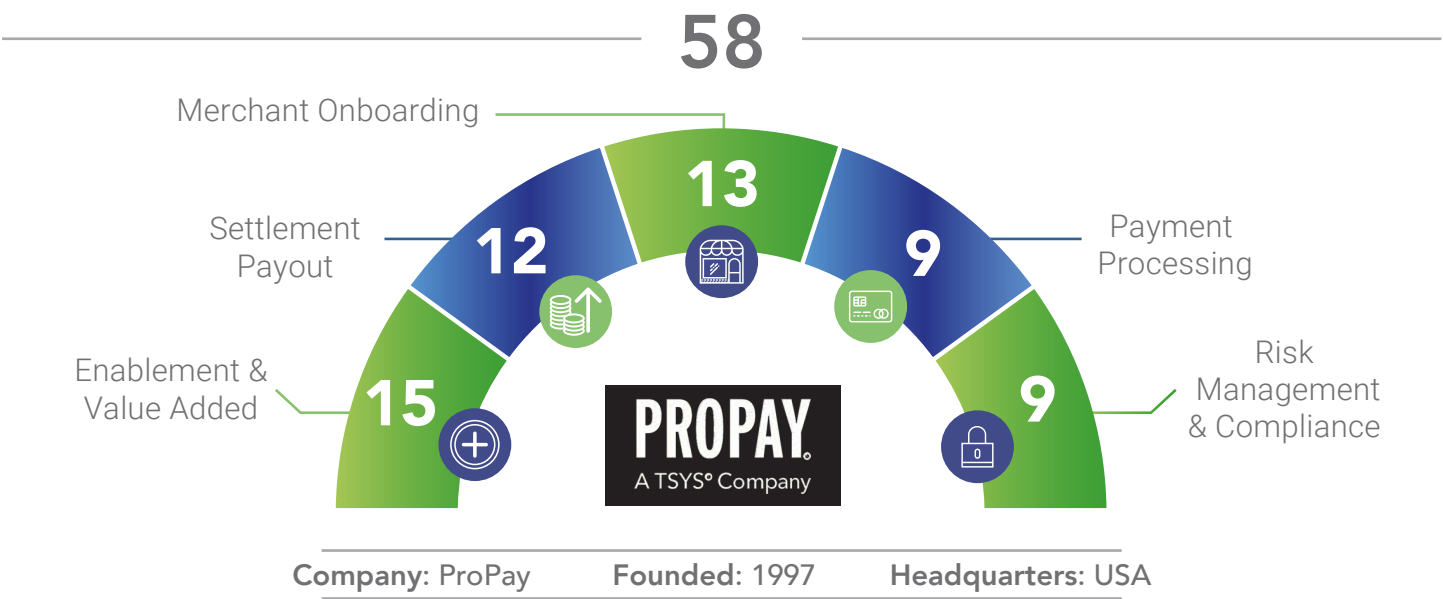 58
Merchant Onboarding
13
Settlement
Payout
12
9
Payment
Processing
Enablement &
Value Added
15
9
Risk
Management
& Compliance
PROPAY®
A TSYS® Company
Company: ProPay Founded: 1997 Headquarters: USA